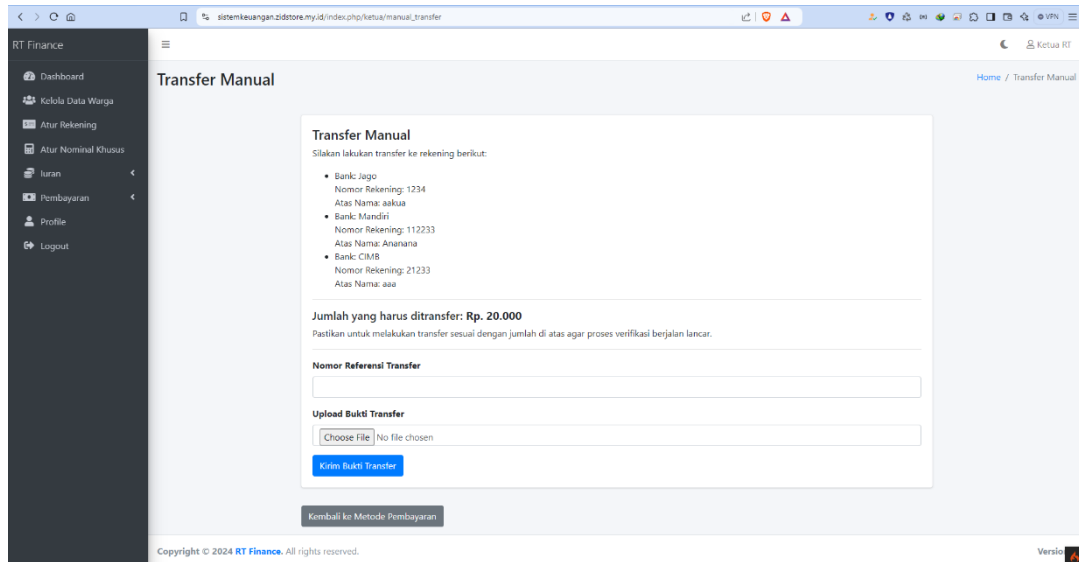 sistemkeuangan.zidstore.my.id/index.php/ketua/manual_transfer
VPN
RT Finance
Ketua RT
Dashboard
Kelola Data Warga
Atur Rekening
Atur Nominal Khusus
Iuran
Pembayaran
Profile
Logout
Transfer Manual
Home / Transfer Manual
Transfer Manual
Silakan lakukan transfer ke rekening berikut:
Bank: Jago
Nomor Rekening: 1234
Atas Nama: aakua
Bank: Mandiri
Nomor Rekening: 112233
Atas Nama: Ananana
Bank: CIMB
Nomor Rekening: 21233
Atas Nama: aaa
Jumlah yang harus ditransfer: Rp. 20.000
Pastikan untuk melakukan transfer sesuai dengan jumlah di atas agar proses verifikasi berjalan lancar.
Nomor Referensi Transfer
Upload Bukti Transfer
Choose File No file chosen
Kirim Bukti Transfer
Kembali ke Metode Pembayaran
Copyright © 2024 RT Finance. All rights reserved.